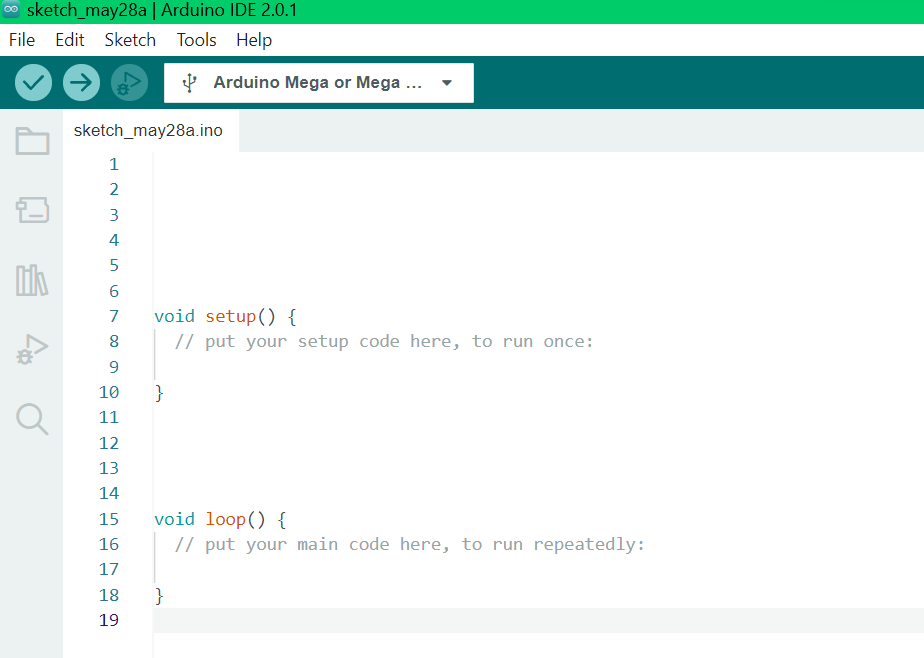 sketch_may28a | Arduino IDE 2.0.1
File Edit Sketch Tools Help
Arduino Mega or Mega ...
sketch_may28a.ino
1
2
3
4
5
6
7 void setup() {
8 // put your setup code here, to run once:
9
10 }
11
12
13
14
15 void loop() {
16 // put your main code here, to run repeatedly:
17
18 }
19